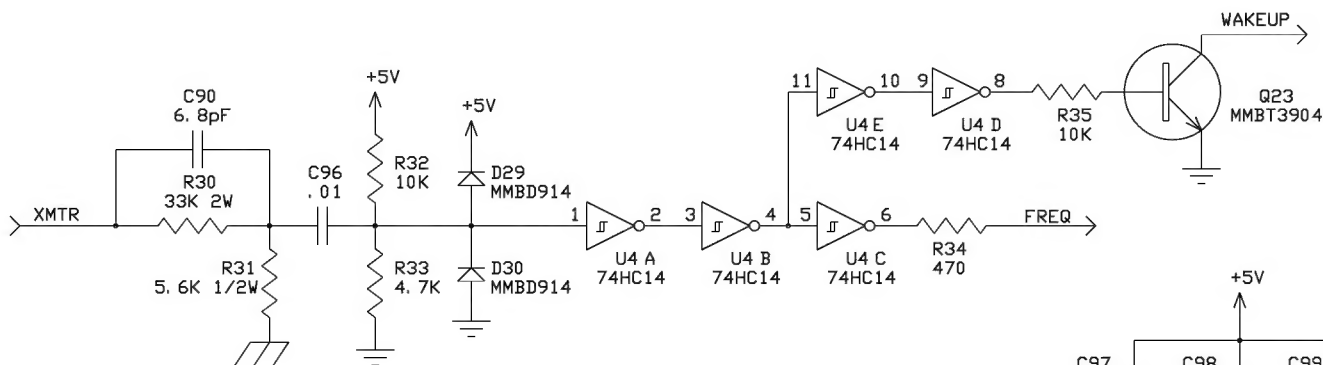 WAKEUP
+5V
C90
6.8pF
+5V
11
10
9
8
R35
10K
Q23
MMBT3904
U4 E
74HC14
U4 D
74HC14
R30
33K 2W
C96
.01
R32
10K
D29
MMBD914
XMTR
1
2
3
4
5
6
FREQ
R34
470
R31
5.6K 1/2W
R33
4.7K
D30
MMBD914
U4 A
74HC14
U4 B
74HC14
U4 C
74HC14
+5V
C97
C98
C99